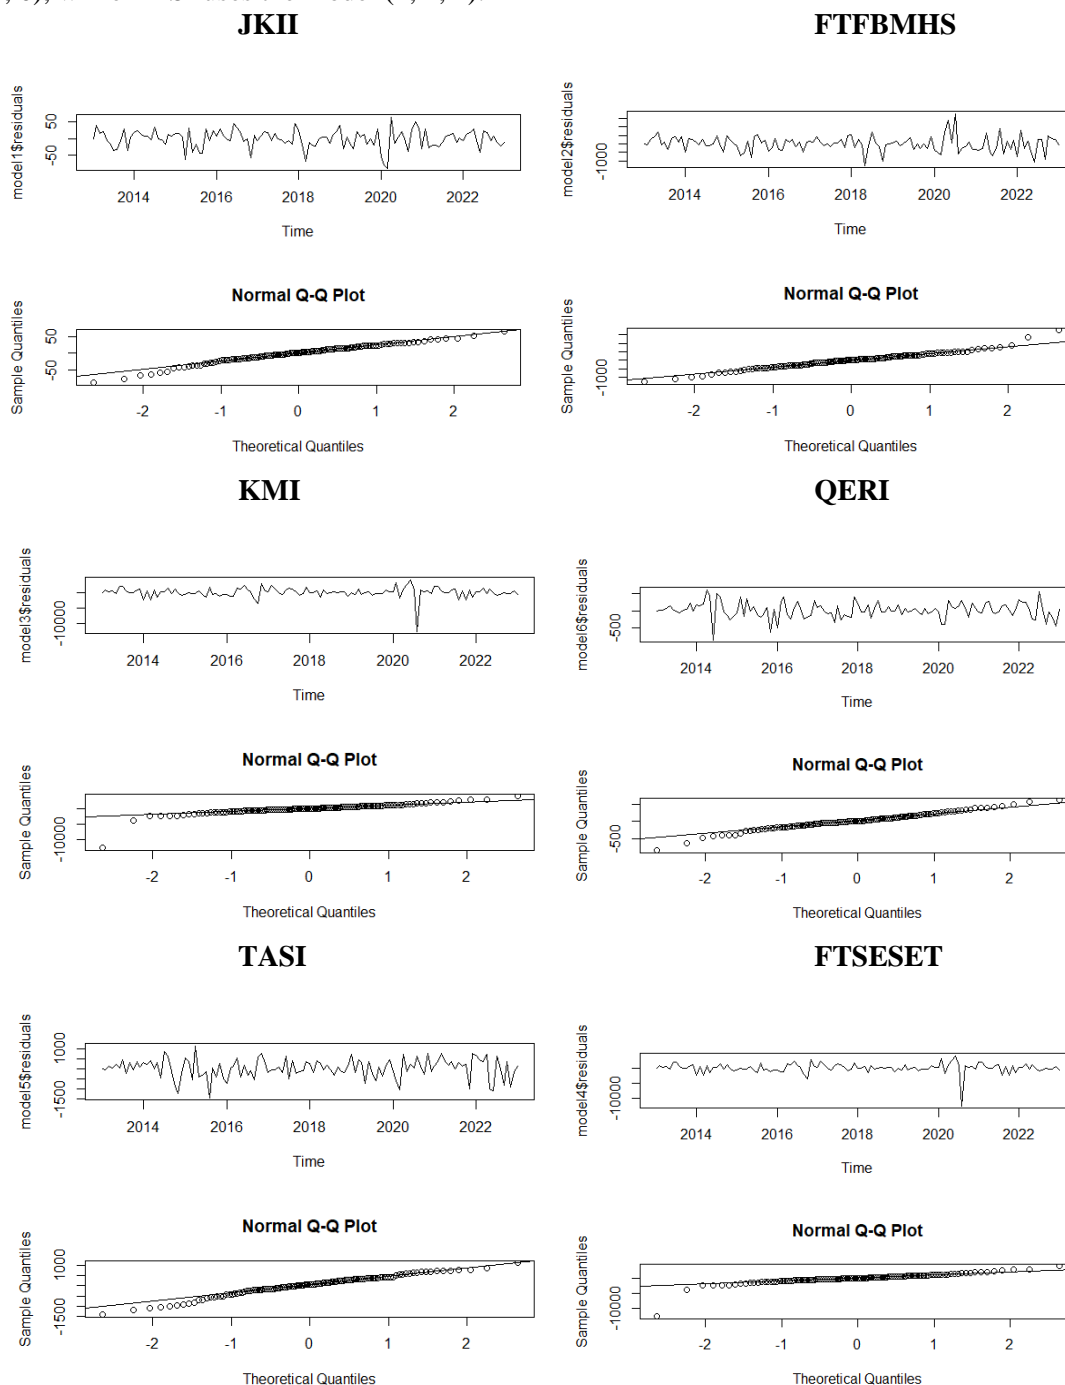 JKII
FTFBMHS
model1$residuals
50
-50
2014 2016 2018 2020 2022
Time
model2$residuals
-1000
2014 2016 2018 2020 2022
Time
Normal Q-Q Plot
Sample Quantiles
50
-50
-2 -1 0 1 2
Theoretical Quantiles
Normal Q-Q Plot
Sample Quantiles
-1000
-2 -1 0 1 2
Theoretical Quantiles
KMI
QERI
model3$residuals
-10000
2014 2016 2018 2020 2022
Time
model6$residuals
-500
2014 2016 2018 2020 2022
Time
Normal Q-Q Plot
Sample Quantiles
-10000
-2 -1 0 1 2
Theoretical Quantiles
Normal Q-Q Plot
Sample Quantiles
-500
-2 -1 0 1 2
Theoretical Quantiles
TASI
FTSESET
model5$residuals
1000
-1500
2014 2016 2018 2020 2022
Time
model4$residuals
-10000
2014 2016 2018 2020 2022
Time
Normal Q-Q Plot
Sample Quantiles
1000
-1500
-2 -1 0 1 2
Theoretical Quantiles
Normal Q-Q Plot
Sample Quantiles
-10000
-2 -1 0 1 2
Theoretical Quantiles